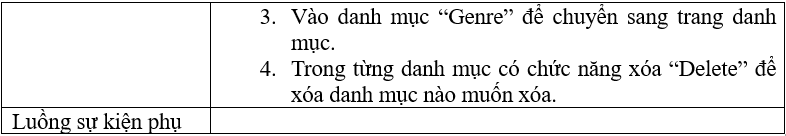 3. Vào danh mục “Genre” để chuyển sang trang danh
mục.
4. Trong từng danh mục có chức năng xóa “Delete” để
xóa danh mục nào muốn xóa.
Luồng sự kiện phụ